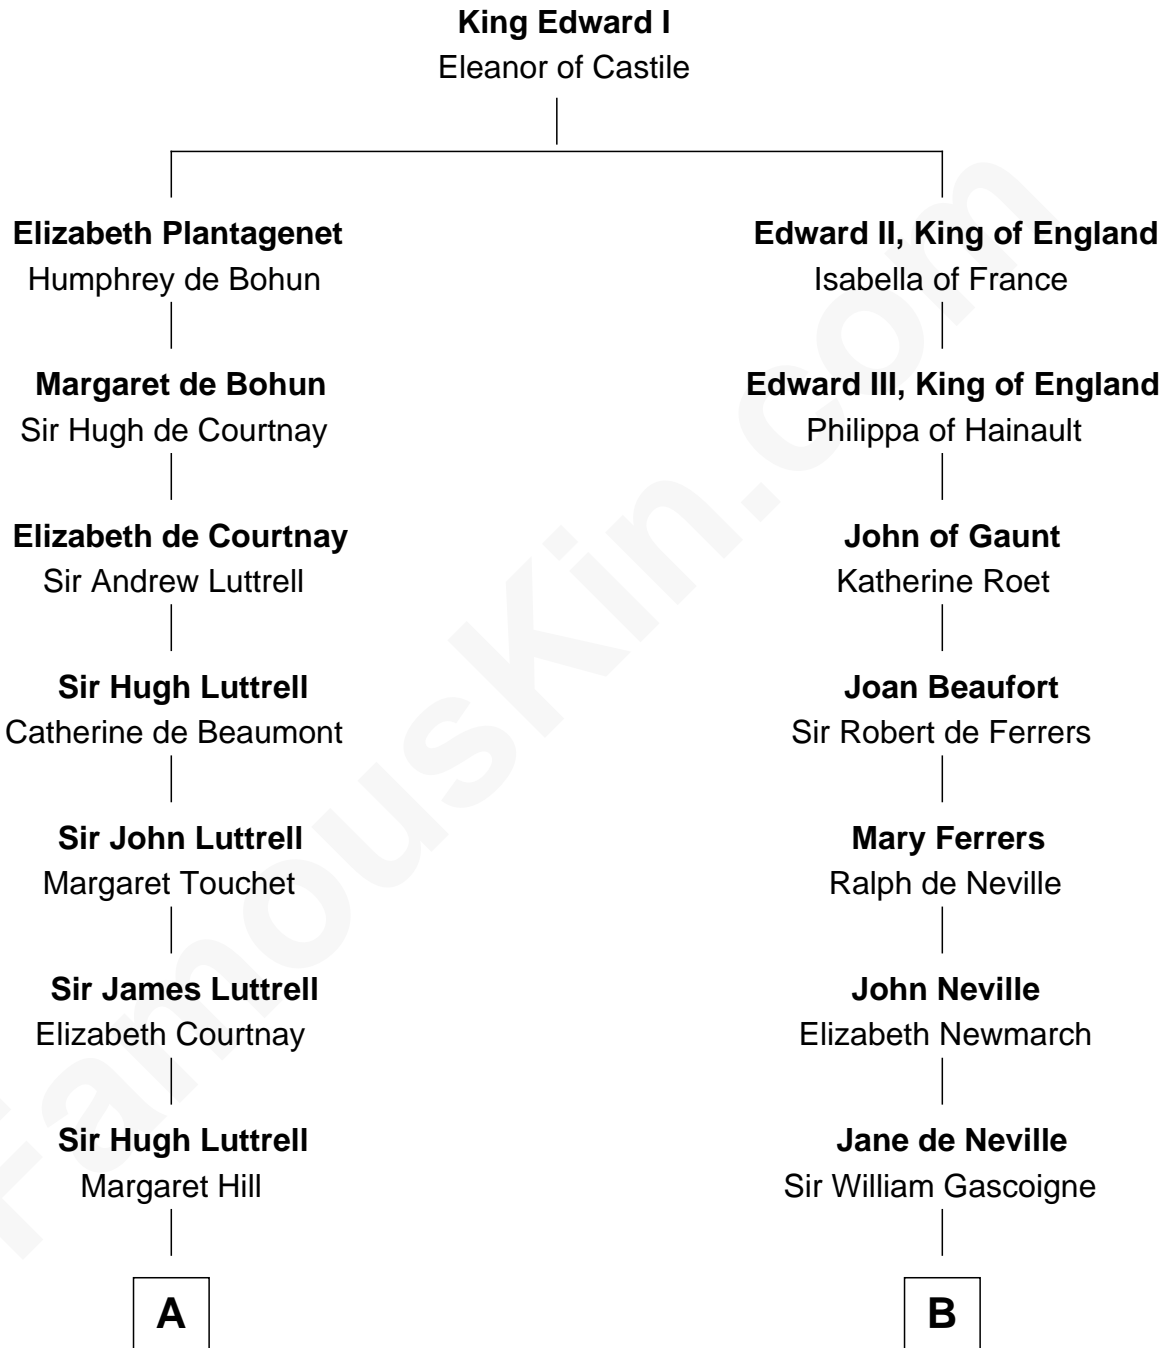 King Edward I
Eleanor of Castile
Elizabeth Plantagenet
Humphrey de Bohun
Margaret de Bohun
Sir Hugh de Courtnay
Elizabeth de Courtnay
Sir Andrew Luttrell
Sir Hugh Luttrell
Catherine de Beaumont
Sir John Luttrell
Margaret Touchet
Sir James Luttrell
Elizabeth Courtnay
Sir Hugh Luttrell
Margaret Hill
A
Edward II, King of England
Isabella of France
Edward III, King of England
Philippa of Hainault
John of Gaunt
Katherine Roet
Joan Beaufort
Sir Robert de Ferrers
Mary Ferrers
Ralph de Neville
John Neville
Elizabeth Newmarch
Jane de Neville
Sir William Gascoigne
B
FamousKin.com